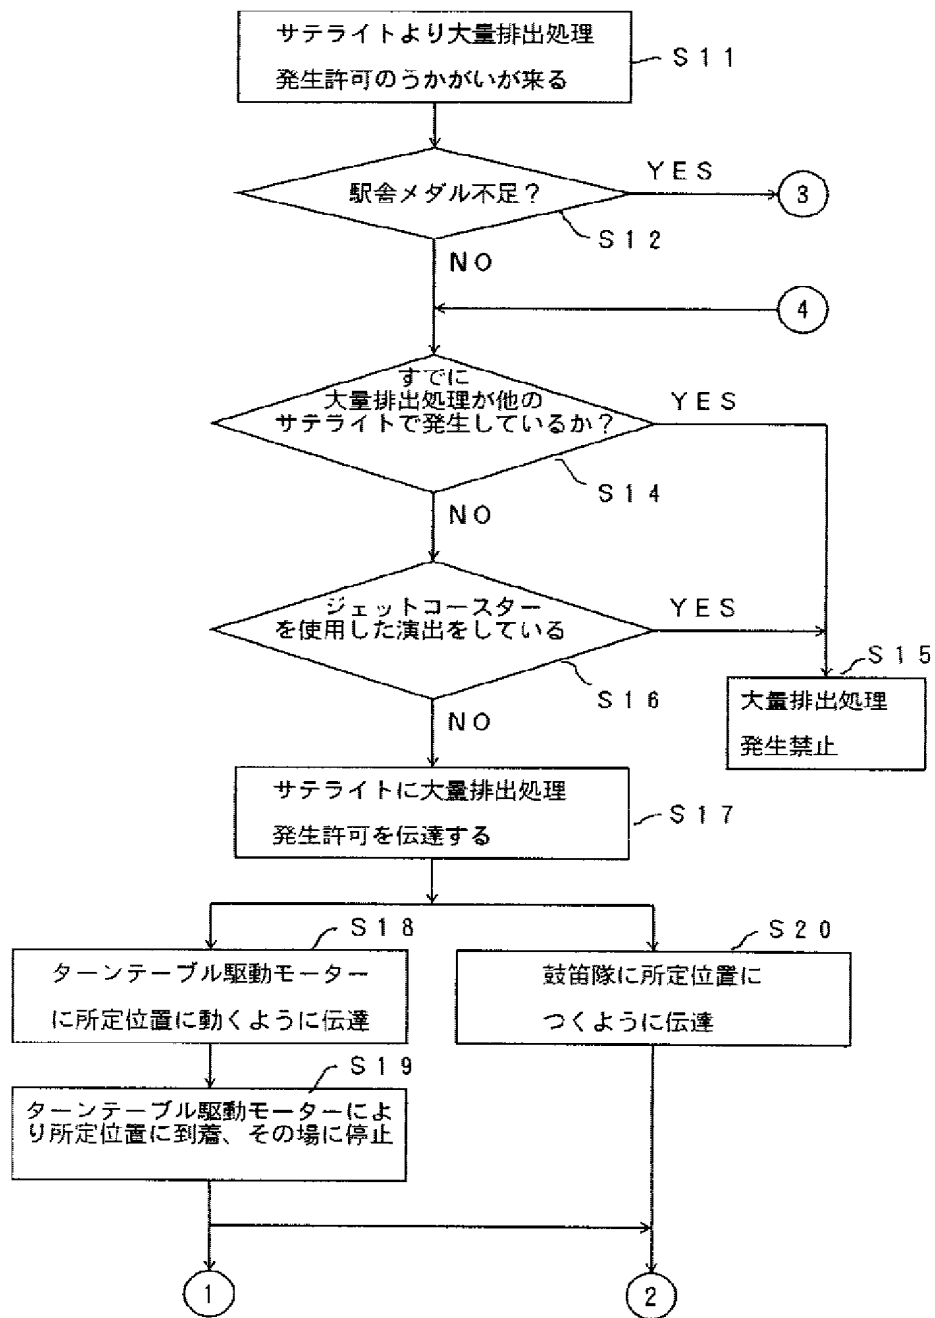 サテライトより大量排出処理
発生許可のうかがいが来る
S11
駅舎メダル不足？
YES
③
S12
NO
④
すでに
大量排出処理が他の
サテライトで発生しているか？
YES
S14
NO
ジェットコースター
を使用した演出をしている
YES
S16
NO
S15
大量排出処理
発生禁止
サテライトに大量排出処理
発生許可を伝達する
S17
S18
ターンテーブル駆動モーター
に所定位置に動くように伝達
S20
鼓笛隊に所定位置に
つくように伝達
S19
ターンテーブル駆動モーターによ
り所定位置に到着、その場に停止
①
②